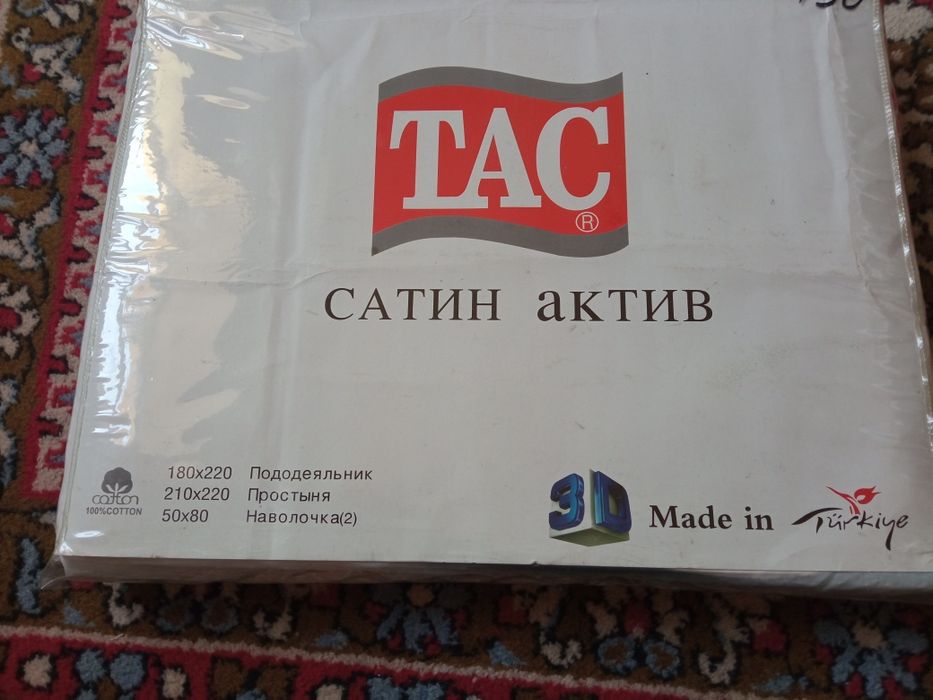 TAC
®
САТИН актив
180x220 Пододеяльник
210x220 Простыня
50x80 Наволочка(2)
cotton
100%COTTON
3D
Made in Türkiye